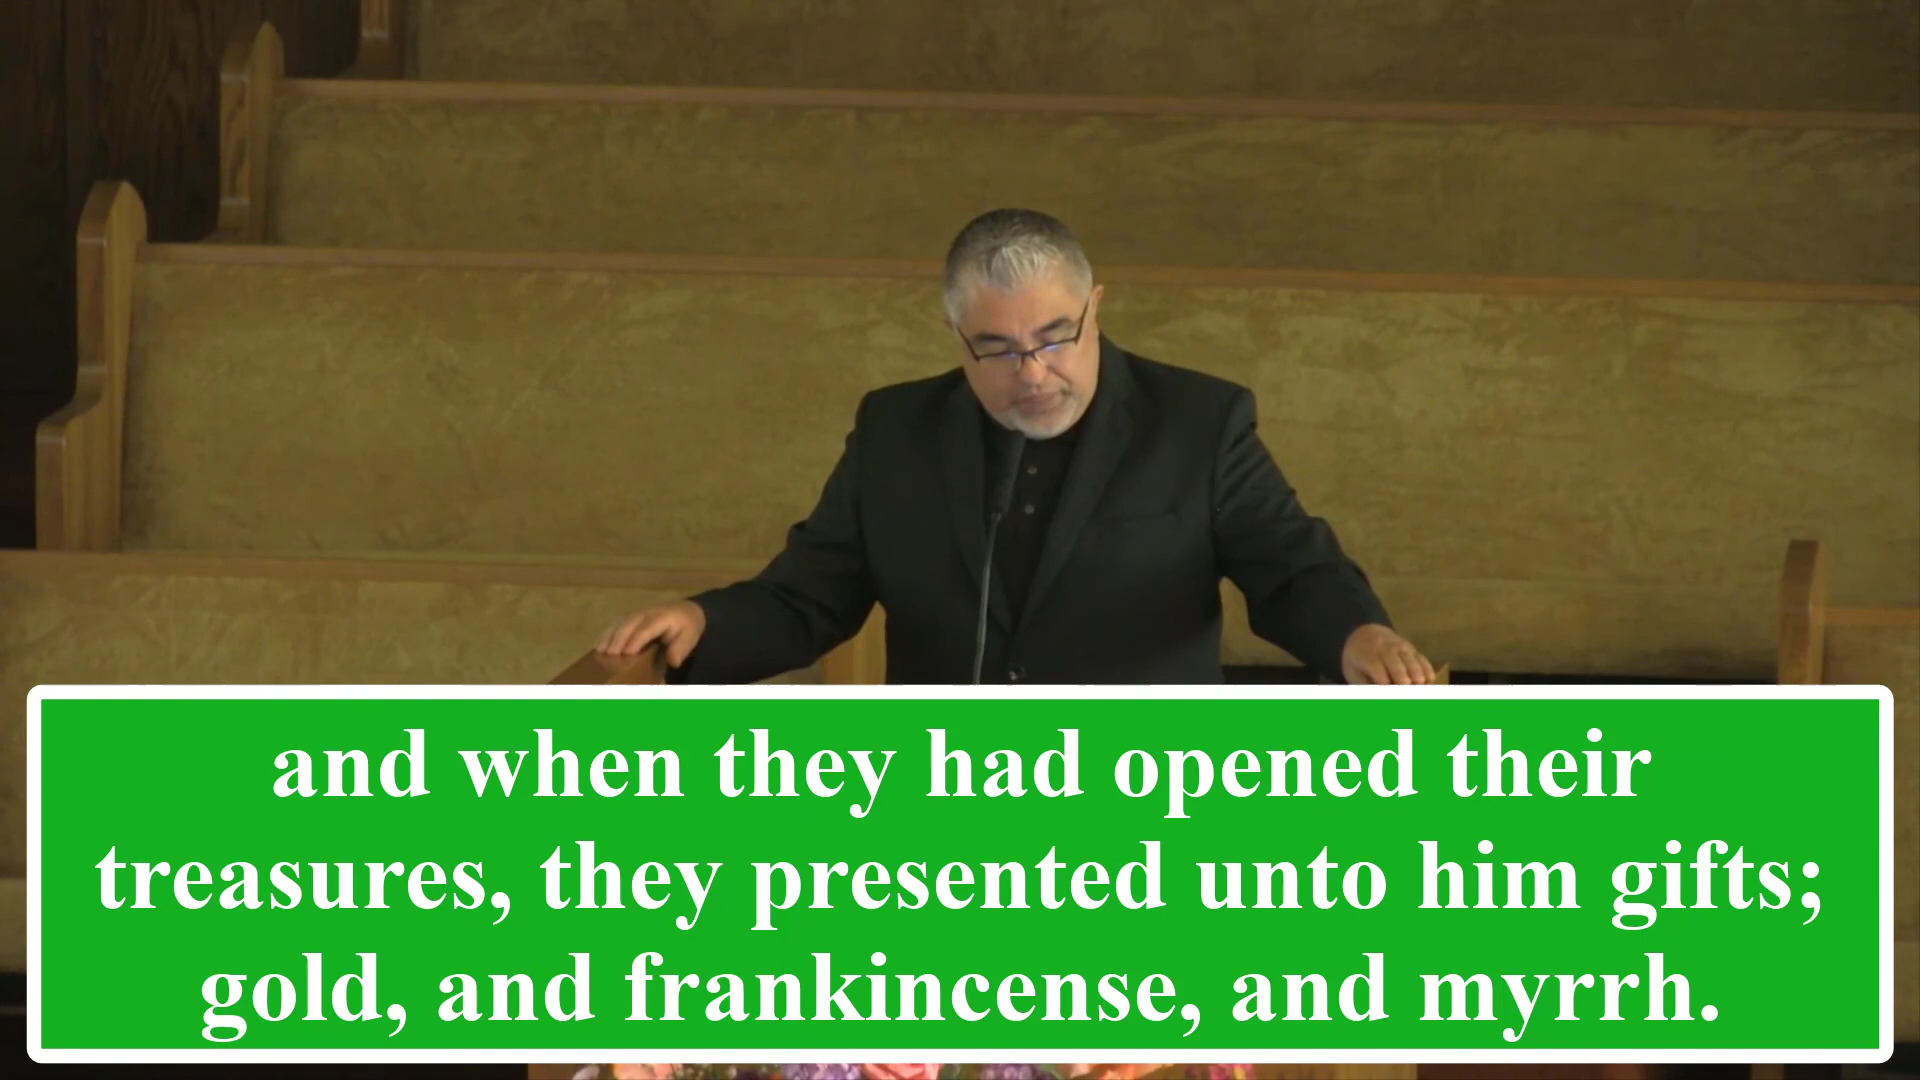 and when they had opened their
treasures, they presented unto him gifts;
gold, and frankincense, and myrrh.